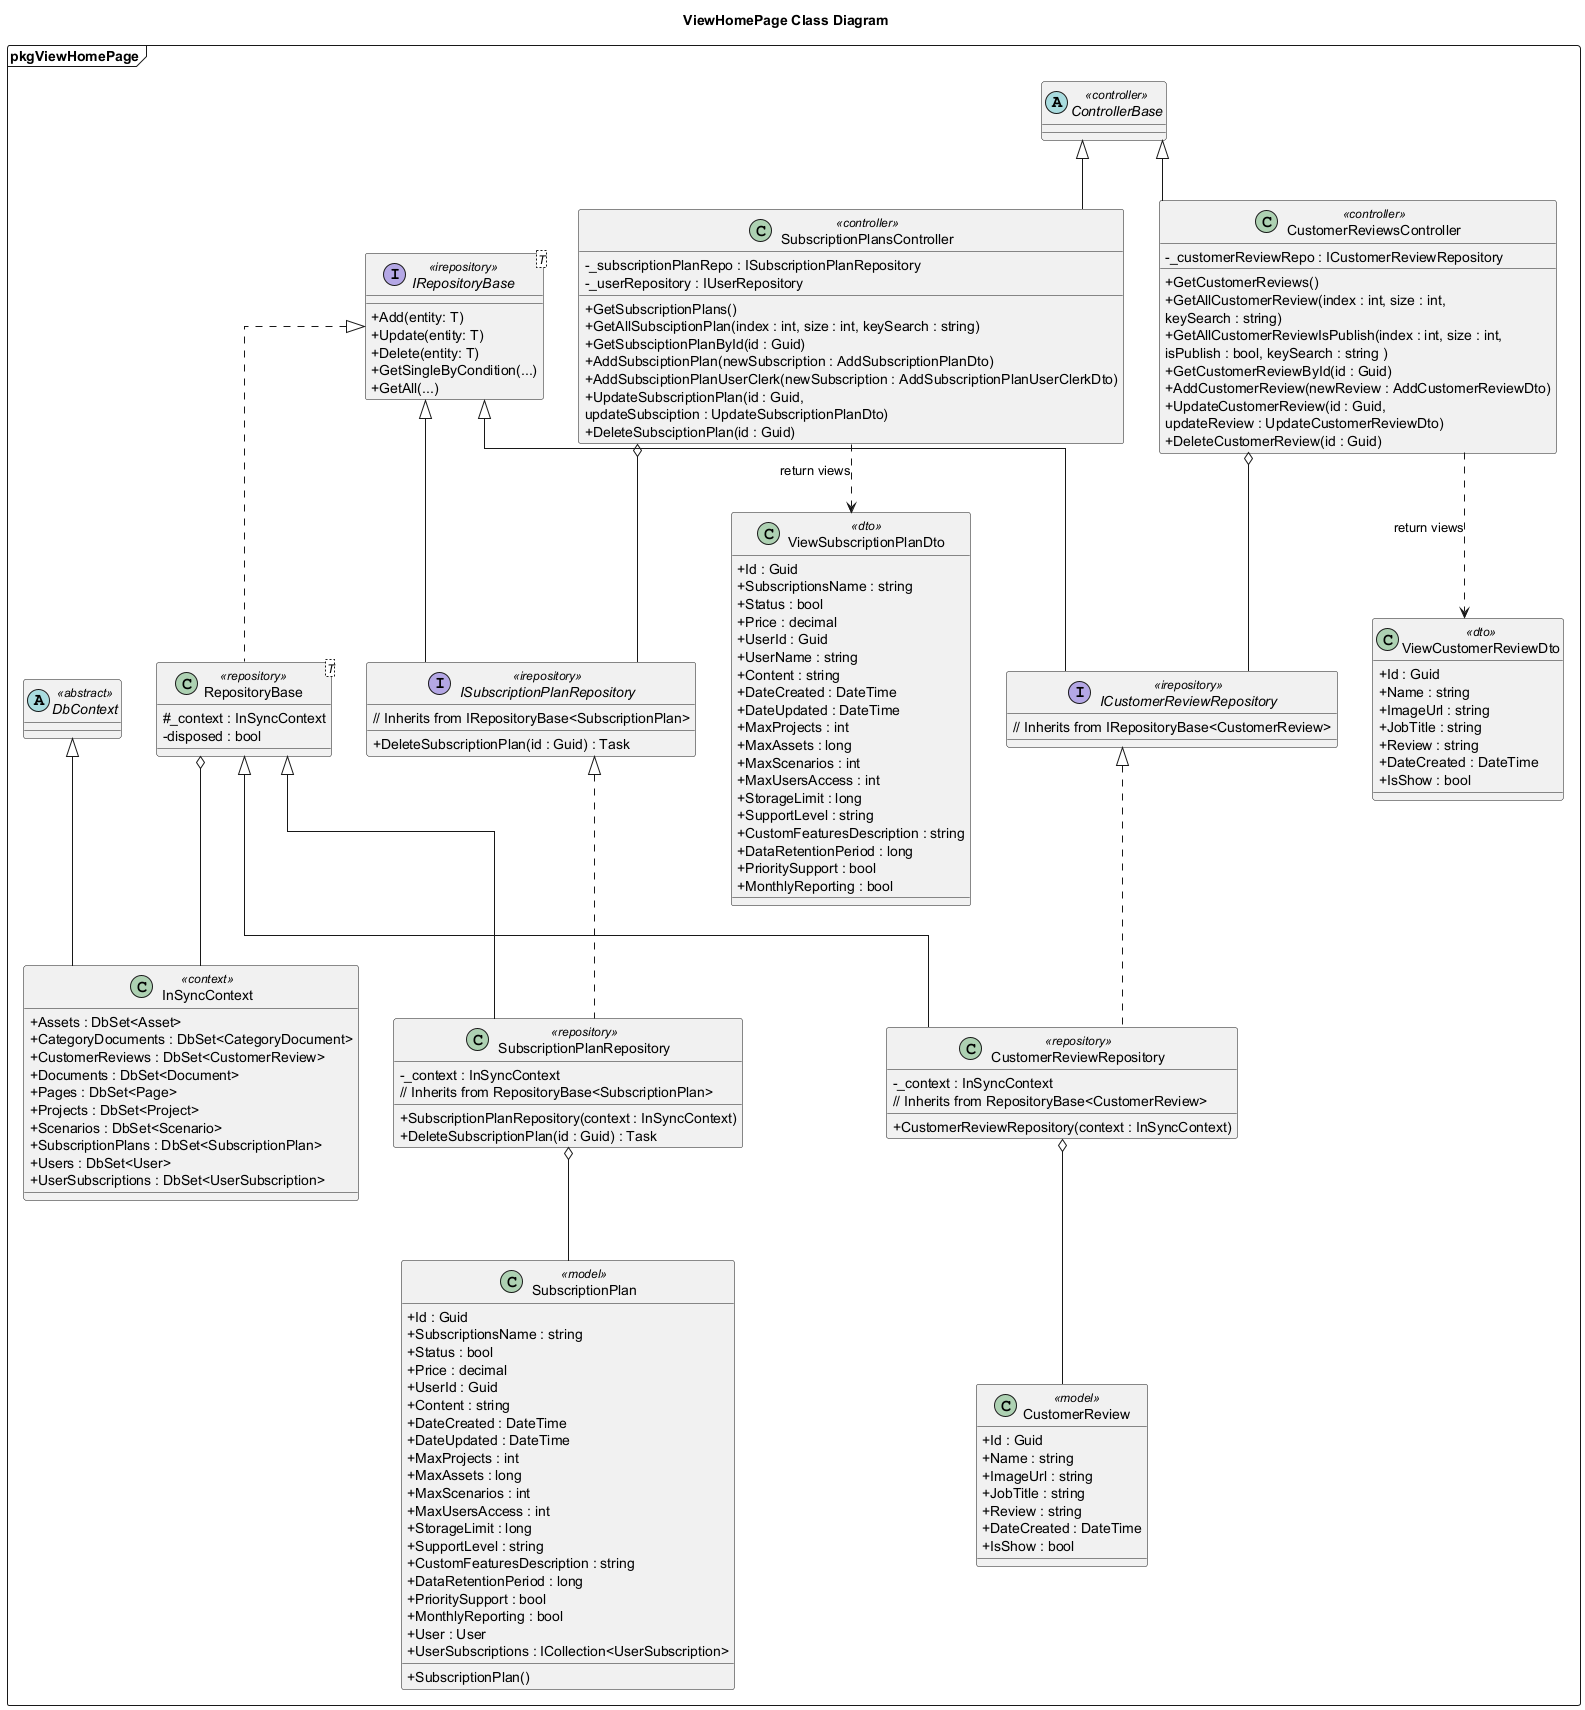 ViewHomePage Class Diagram
pkgViewHomePage
A
«controller»
ControllerBase
C
«controller»
SubscriptionPlansController
-_subscriptionPlanRepo : ISubscriptionPlanRepository
-_userRepository : IUserRepository
+GetSubscriptionPlans()
+GetAllSubsciptionPlan(index : int, size : int, keySearch : string)
+GetSubsciptionPlanById(id : Guid)
+AddSubsciptionPlan(newSubscription : AddSubscriptionPlanDto)
+AddSubsciptionPlanUserClerk(newSubscription : AddSubscriptionPlanUserClerkDto)
+UpdateSubsciptionPlan(id : Guid,
updateSubsciption : UpdateSubscriptionPlanDto)
+DeleteSubsciptionPlan(id : Guid)
C
«controller»
CustomerReviewsController
-_customerReviewRepo : ICustomerReviewRepository
+GetCustomerReviews()
+GetAllCustomerReview(index : int, size : int,
keySearch : string)
+GetAllCustomerReviewIsPublish(index : int, size : int,
isPublish : bool, keySearch : string )
+GetCustomerReviewById(id : Guid)
+AddCustomerReview(newReview : AddCustomerReviewDto)
+UpdateCustomerReview(id : Guid,
updateReview : UpdateCustomerReviewDto)
+DeleteCustomerReview(id : Guid)
T
I
«irepository»
IRepositoryBase
+Add(entity: T)
+Update(entity: T)
+Delete(entity: T)
+GetSingleByCondition(...)
+GetAll(...)
return views
return views
C
«dto»
ViewSubscriptionPlanDto
+Id : Guid
+SubscriptionsName : string
+Status : bool
+Price : decimal
+UserId : Guid
+UserName : string
+Content : string
+DateCreated : DateTime
+DateUpdated : DateTime
+MaxProjects : int
+MaxAssets : long
+MaxScenarios : int
+MaxUsersAccess : int
+StorageLimit : long
+SupportLevel : string
+CustomFeaturesDescription : string
+DataRetentionPeriod : long
+PrioritySupport : bool
+MonthlyReporting : bool
C
«dto»
ViewCustomerReviewDto
+Id : Guid
+Name : string
+ImageUrl : string
+JobTitle : string
+Review : string
+DateCreated : DateTime
+IsShow : bool
A
«abstract»
DbContext
T
C
«repository»
RepositoryBase
#_context : InSyncContext
-disposed : bool
I
«irepository»
ISubscriptionPlanRepository
// Inherits from IRepositoryBase<SubscriptionPlan>
+DeleteSubscriptionPlan(id : Guid) : Task
I
«irepository»
ICustomerReviewRepository
// Inherits from IRepositoryBase<CustomerReview>
C
«context»
InSyncContext
+Assets : DbSet<Asset>
+CategoryDocuments : DbSet<CategoryDocument>
+CustomerReviews : DbSet<CustomerReview>
+Documents : DbSet<Document>
+Pages : DbSet<Page>
+Projects : DbSet<Project>
+Scenarios : DbSet<Scenario>
+SubscriptionPlans : DbSet<SubscriptionPlan>
+Users : DbSet<User>
+UserSubscriptions : DbSet<UserSubscription>
C
«repository»
SubscriptionPlanRepository
-_context : InSyncContext
// Inherits from RepositoryBase<SubscriptionPlan>
+SubscriptionPlanRepository(context : InSyncContext)
+DeleteSubscriptionPlan(id : Guid) : Task
C
«repository»
CustomerReviewRepository
-_context : InSyncContext
// Inherits from RepositoryBase<CustomerReview>
+CustomerReviewRepository(context : InSyncContext)
C
«model»
SubscriptionPlan
+Id : Guid
+SubscriptionsName : string
+Status : bool
+Price : decimal
+UserId : Guid
+Content : string
+DateCreated : DateTime
+DateUpdated : DateTime
+MaxProjects : int
+MaxAssets : long
+MaxScenarios : int
+MaxUsersAccess : int
+StorageLimit : long
+SupportLevel : string
+CustomFeaturesDescription : string
+DataRetentionPeriod : long
+PrioritySupport : bool
+MonthlyReporting : bool
+User : User
+UserSubscriptions : ICollection<UserSubscription>
+SubscriptionPlan()
C
«model»
CustomerReview
+Id : Guid
+Name : string
+ImageUrl : string
+JobTitle : string
+Review : string
+DateCreated : DateTime
+IsShow : bool